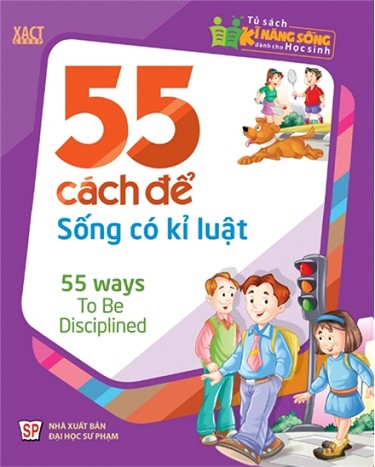 XACT
GROUP
Tủ sách
KĨ NĂNG SỐNG
dành cho Học sinh
55
cách để
Sống có kỉ luật
55 ways
To Be
Disciplined
SP
NHÀ XUẤT BẢN
ĐẠI HỌC SƯ PHẠM